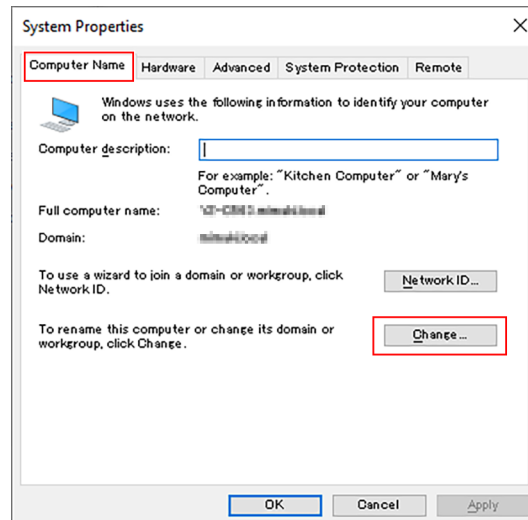 System Properties
Computer Name Hardware Advanced System Protection Remote
Windows uses the following information to identify your computer
on the network.
Computer description:
For example: "Kitchen Computer" or "Mary's
Computer".
Full computer name:
Domain:
To use a wizard to join a domain or workgroup, click
Network ID.
Network ID...
To rename this computer or change its domain or
workgroup, click Change.
Change...
OK Cancel Apply